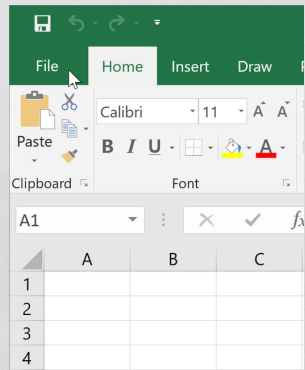 File Home Insert Draw
Calibri 11 A A
Paste B I U A
Clipboard Font
A1 fx
A B C
1
2
3
4